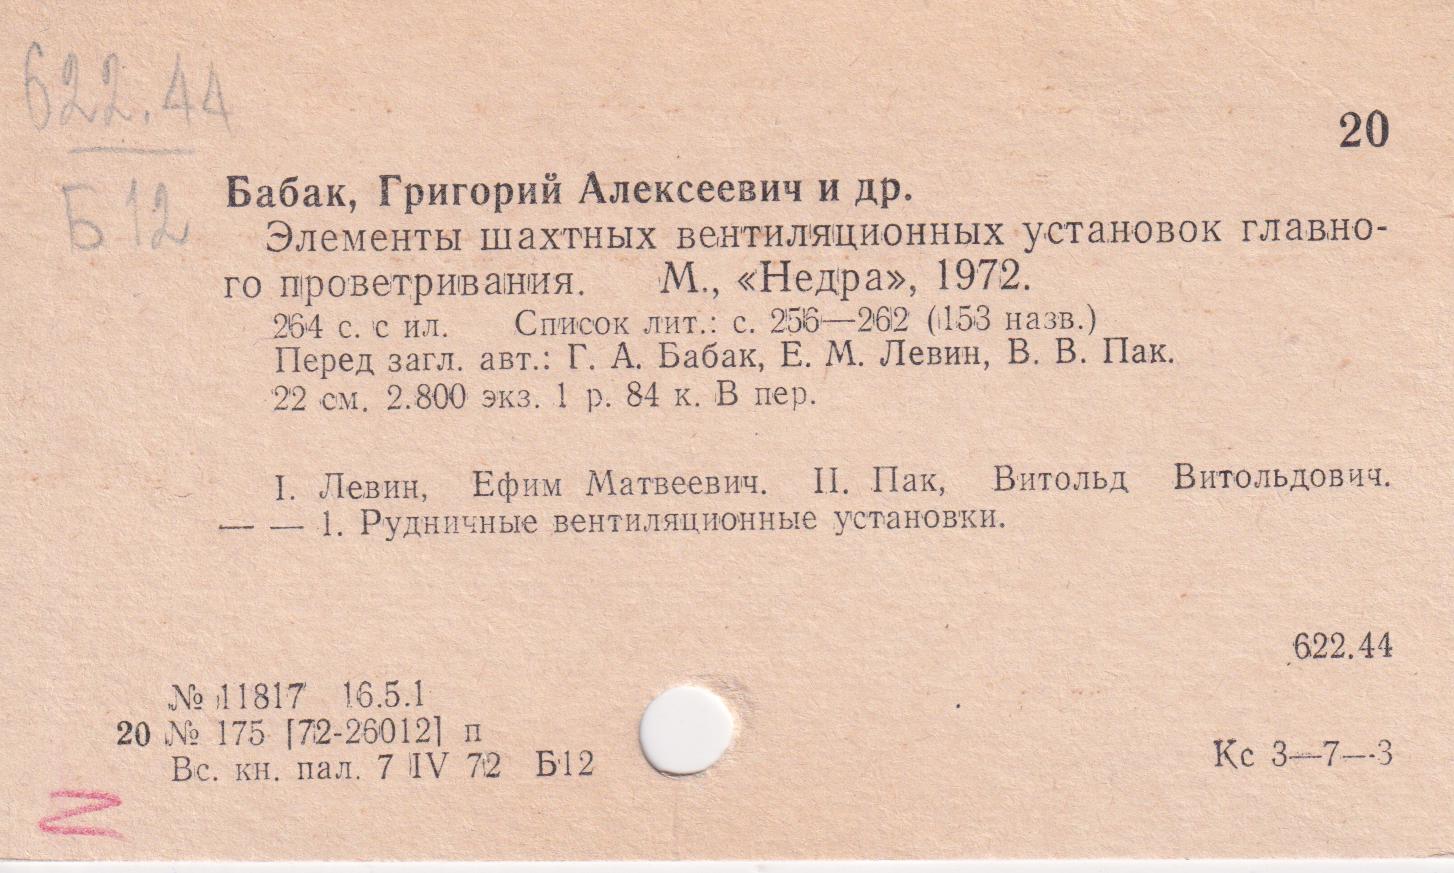 622.44
Б12
20
Бабак, Григорий Алексеевич и др.
Элементы шахтных вентиляционных установок главно-
го проветривания. М., «Недра», 1972.
264 с. с ил. Список лит.: с. 256—262 (153 назв.)
Перед загл. авт.: Г. А. Бабак, Е. М. Левин, В. В. Пак.
22 см. 2.800 экз. 1 р. 84 к. В пер.
I. Левин, Ефим Матвеевич. II. Пак, Витольд Витольдович.
— — 1. Рудничные вентиляционные установки.
622.44
№ 11817 16.5.1
20 № 175 [72-26012] п
Вс. кн. пал. 7 IV 72 Б12
Кс 3—7—3